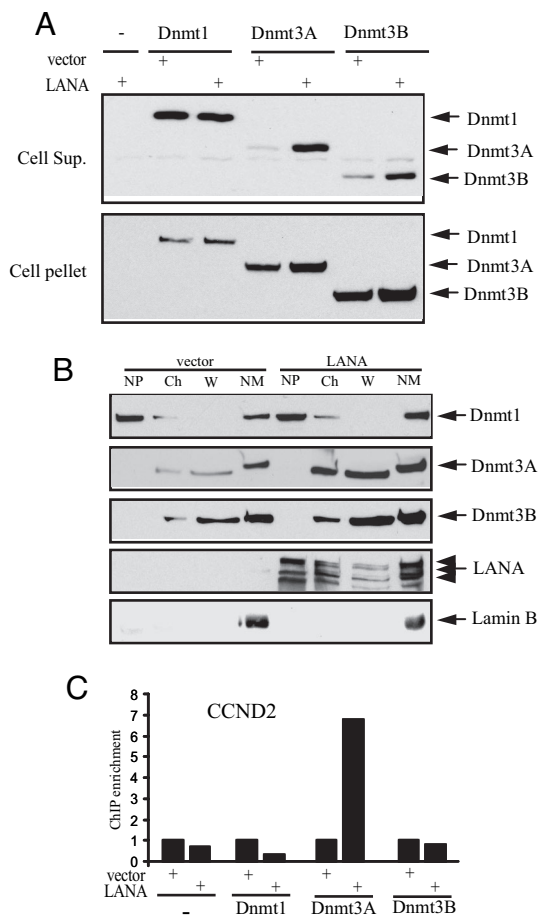 A
- Dnmt1 Dnmt3A Dnmt3B
vector + + +
LANA + + + +
Cell Sup.
Dnmt1
Dnmt3A
Dnmt3B
Cell pellet
Dnmt1
Dnmt3A
Dnmt3B
B
vector LANA
NP Ch W NM NP Ch W NM
Dnmt1
Dnmt3A
Dnmt3B
LANA
Lamin B
C
CCND2
ChIP enrichment
8
7
6
5
4
3
2
1
0
vector + + + +
LANA + + + +
- Dnmt1 Dnmt3A Dnmt3B